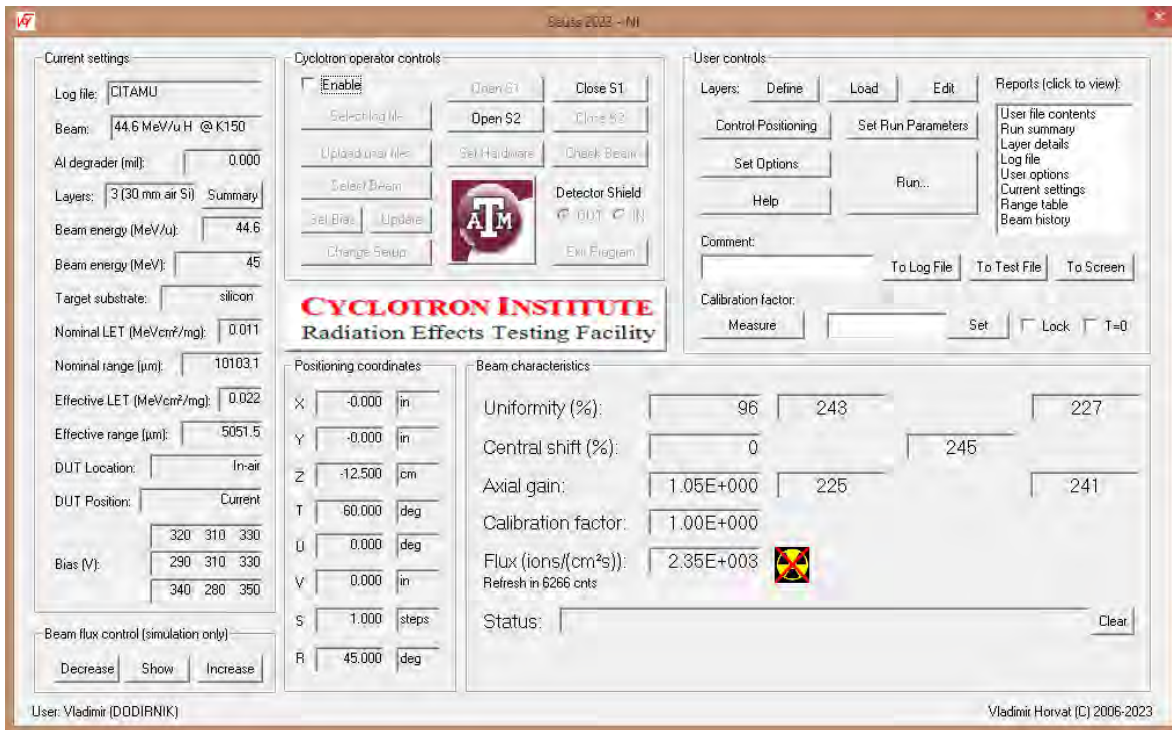 Seuss 2023 - NI
Current settings
Log file: CITAMU
Beam: 44.6 MeV/u H @ K150
Al degrader (mil): 0.000
Layers: 3 (30 mm air Si) Summary
Beam energy (MeV/u): 44.6
Beam energy (MeV): 45
Target substrate: silicon
Nominal LET (MeVcm²/mg): 0.011
Nominal range (µm): 10103.1
Effective LET (MeVcm²/mg): 0.022
Effective range (µm): 5051.5
DUT Location: In-air
DUT Position: Current
320 310 330
Bias (V): 290 310 330
340 280 350
Beam flux control (simulation only)
Decrease Show Increase
Cyclotron operator controls
Enable Open S1 Close S1
Select log file Open S2 Close S2
Upload user files Set Hardware Check Beam
Select Beam Detector Shield
Set Bias Update ATM OUT IN
Change Setup Exit Program
CYCLOTRON INSTITUTE
Radiation Effects Testing Facility
User controls
Layers: Define Load Edit
Control Positioning Set Run Parameters
Set Options Run...
Help
Reports (click to view):
User file contents
Run summary
Layer details
Log file
User options
Current settings
Range table
Beam history
Comment:
To Log File To Test File To Screen
Calibration factor:
Measure Set Lock T=0
Positioning coordinates
X -0.000 in
Y -0.000 in
Z -12.500 cm
T 60.000 deg
U 0.000 deg
V 0.000 in
S 1.000 steps
R 45.000 deg
Beam characteristics
Uniformity (%): 96 243 227
Central shift (%): 0 245
Axial gain: 1.05E+000 225 241
Calibration factor: 1.00E+000
Flux (ions/(cm²s)): 2.35E+003
Refresh in 6266 cnts
Status: Clear
User: Vladimir (DODIRNIK)
Vladimir Horvat (C) 2006-2023